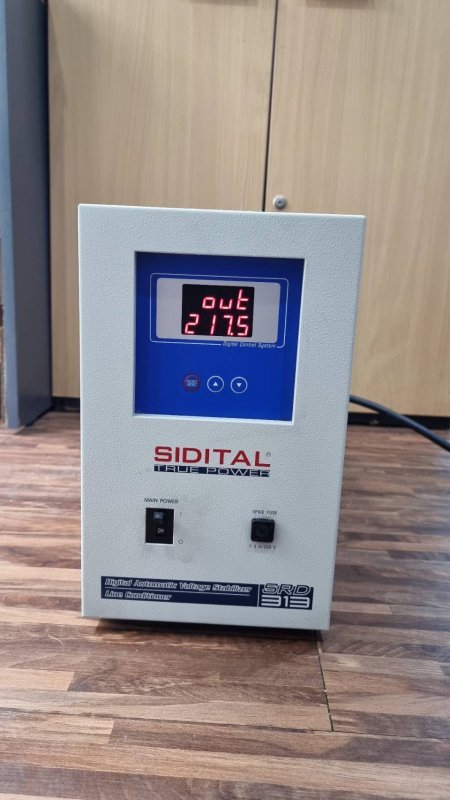 out
217.5
Digital Control System
SIDITAL®
TRUE POWER
MAIN POWER
I
ON
O
SPIKE FUSE
Digital Automatic Voltage Stabilizer
Line Conditioner
SRD
313